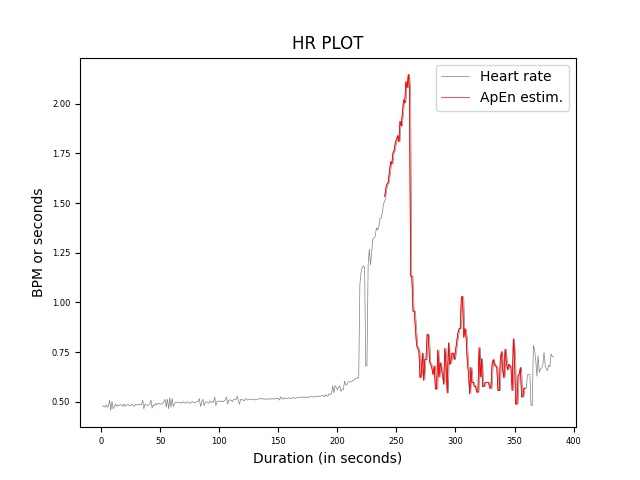 HR PLOT
Heart rate
ApEn estim.
BPM or seconds
2.00
1.75
1.50
1.25
1.00
0.75
0.50
0 50 100 150 200 250 300 350 400
Duration (in seconds)